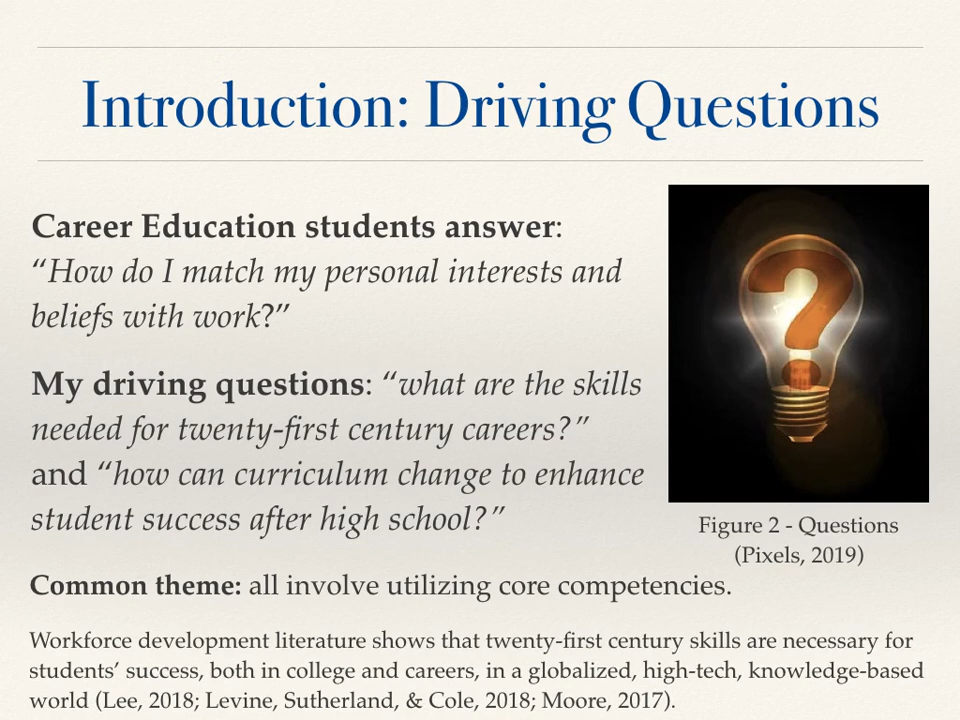 Introduction: Driving Questions
Career Education students answer:
“How do I match my personal interests and
beliefs with work?”
My driving questions: “what are the skills
needed for twenty-first century careers?”
and “how can curriculum change to enhance
student success after high school?”
Figure 2 - Questions
(Pixels, 2019)
Common theme: all involve utilizing core competencies.
Workforce development literature shows that twenty-first century skills are necessary for
students’ success, both in college and careers, in a globalized, high-tech, knowledge-based
world (Lee, 2018; Levine, Sutherland, & Cole, 2018; Moore, 2017).